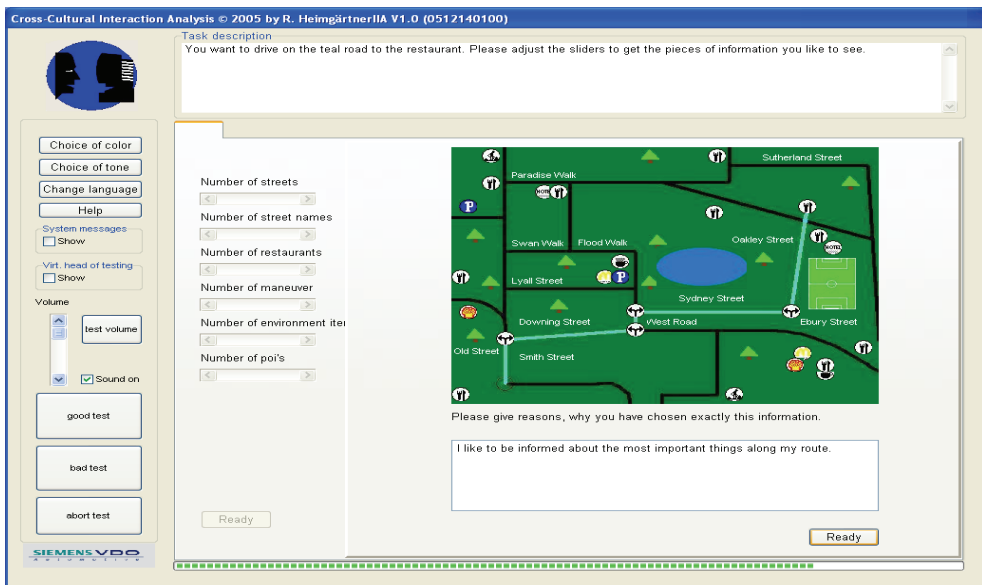 Cross-Cultural Interaction Analysis © 2005 by R. HeimgärtnerIIA V1.0 (0512140100)
Task description
You want to drive on the teal road to the restaurant. Please adjust the sliders to get the pieces of information you like to see.
Choice of color
Choice of tone
Change language
Help
System messages
Show
Virt. head of testing
Show
Volume
test volume
Sound on
good test
bad test
abort test
SIEMENS VDO
Automotive
Number of streets
Number of street names
Number of restaurants
Number of maneuver
Number of environment iter
Number of poi's
Ready
Sutherland Street
Paradise Walk
HOTEL
P
Swan Walk
Flood Walk
Oakley Street
HOTEL
Lyall Street
P
Sydney Street
Downing Street
West Road
Ebury Street
Old Street
Smith Street
Please give reasons, why you have chosen exactly this information.
I like to be informed about the most important things along my route.
Ready